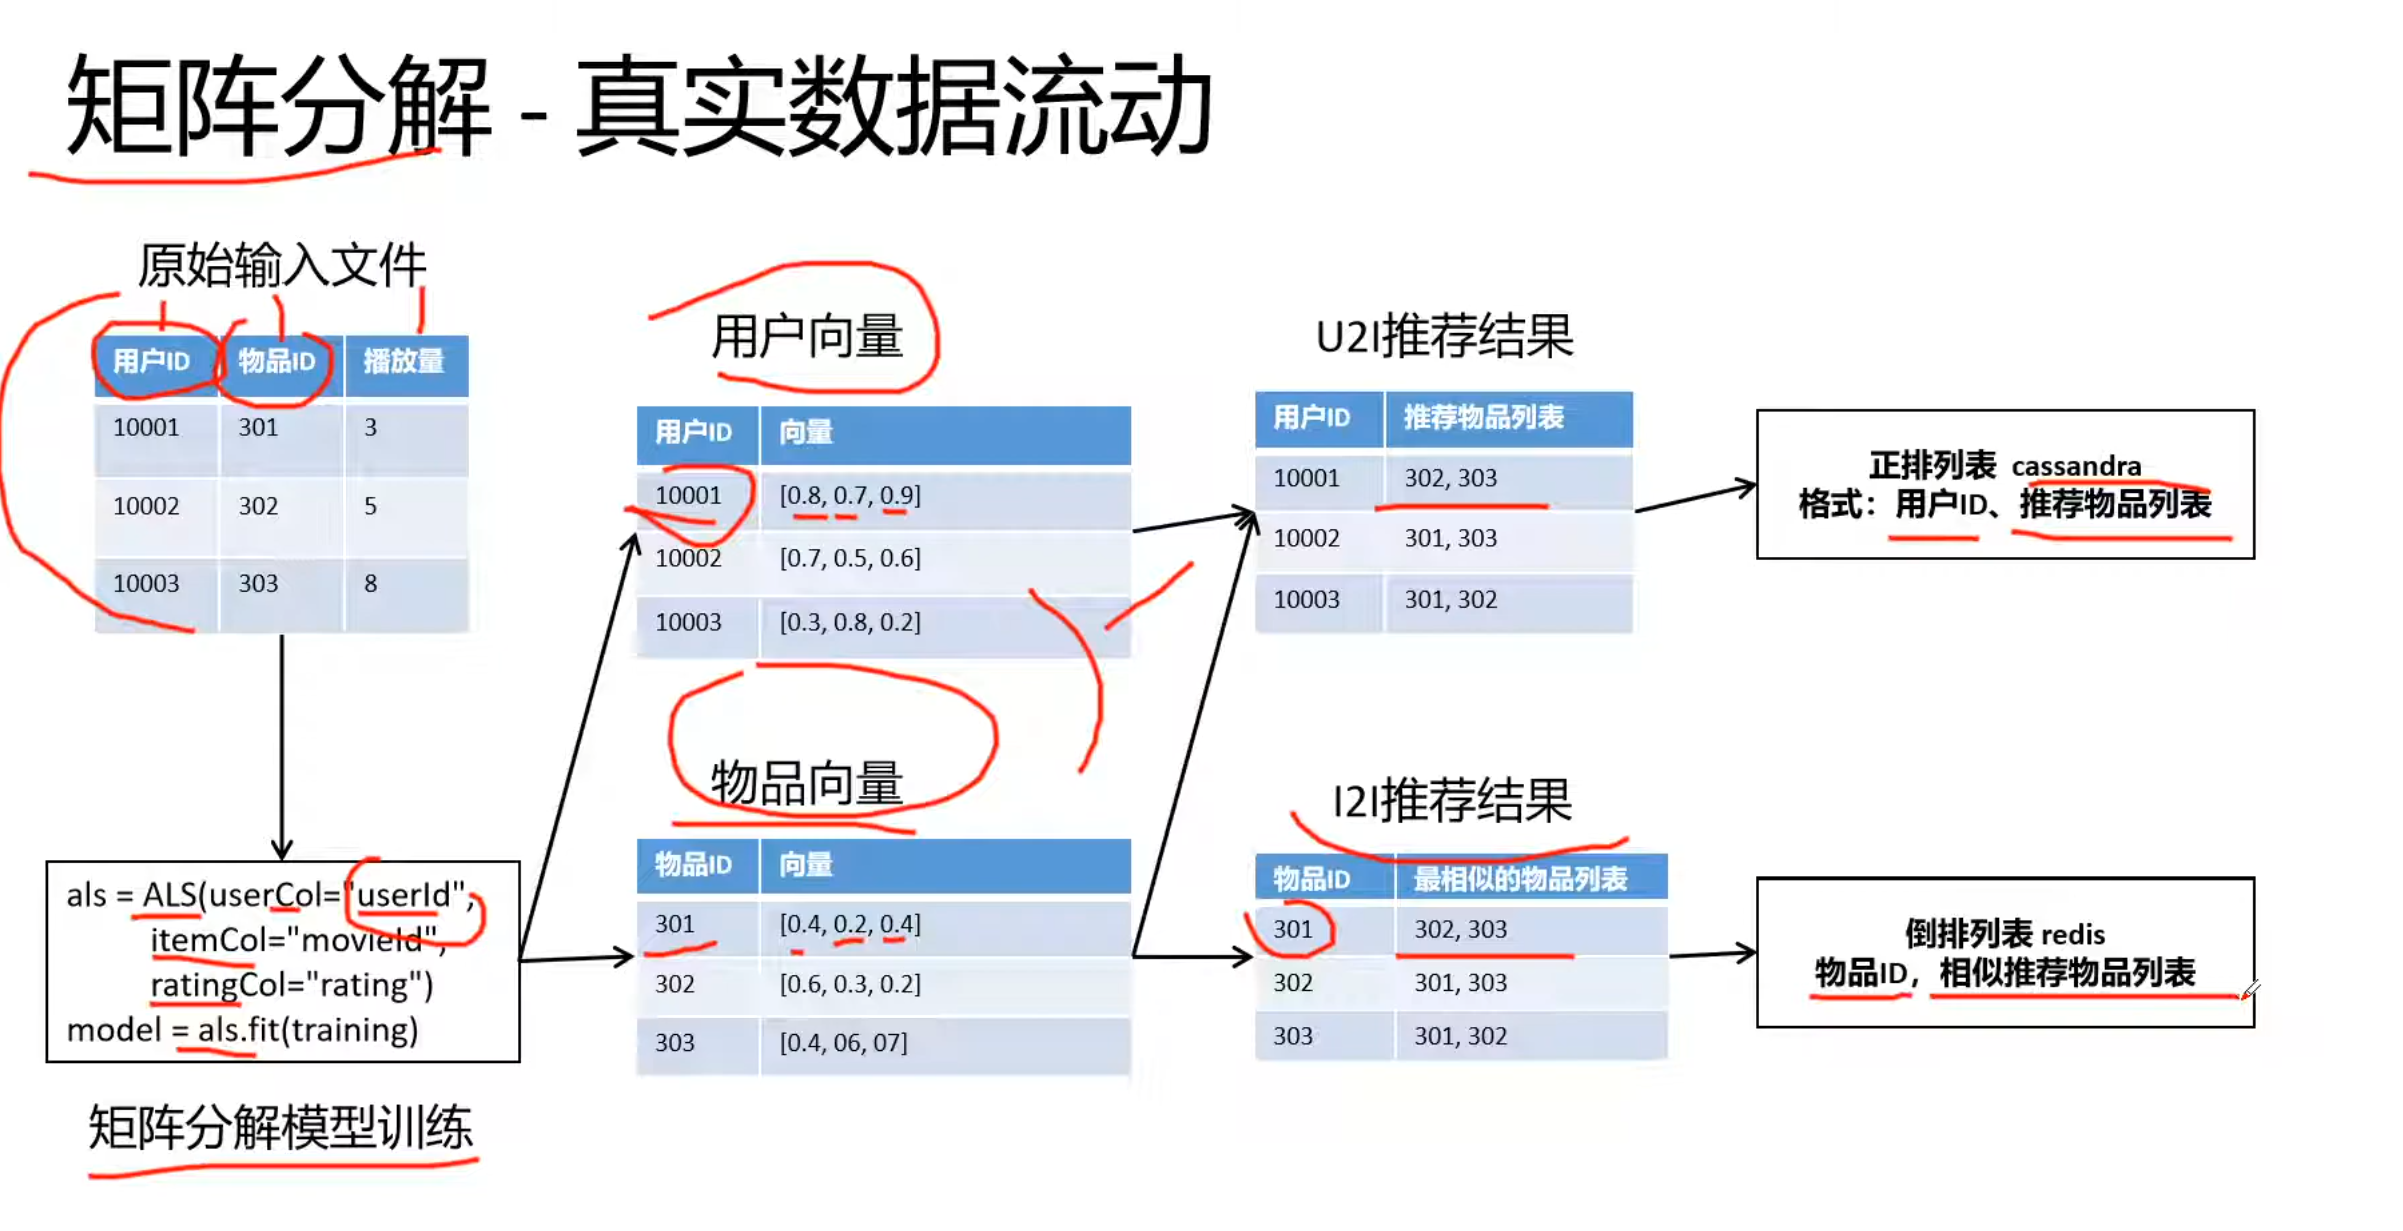 矩阵分解 - 真实数据流动
原始输入文件
用户ID 物品ID 播放量
10001 301 3
10002 302 5
10003 303 8
als = ALS(userCol="userId",
itemCol="movieId",
ratingCol="rating")
model = als.fit(training)
矩阵分解模型训练
用户向量
用户ID 向量
10001 [0.8, 0.7, 0.9]
10002 [0.7, 0.5, 0.6]
10003 [0.3, 0.8, 0.2]
物品向量
物品ID 向量
301 [0.4, 0.2, 0.4]
302 [0.6, 0.3, 0.2]
303 [0.4, 06, 07]
U2I推荐结果
用户ID 推荐物品列表
10001 302, 303
10002 301, 303
10003 301, 302
I2I推荐结果
物品ID 最相似的物品列表
301 302, 303
302 301, 303
303 301, 302
正排列表 cassandra
格式：用户ID、推荐物品列表
倒排列表 redis
物品ID，相似推荐物品列表